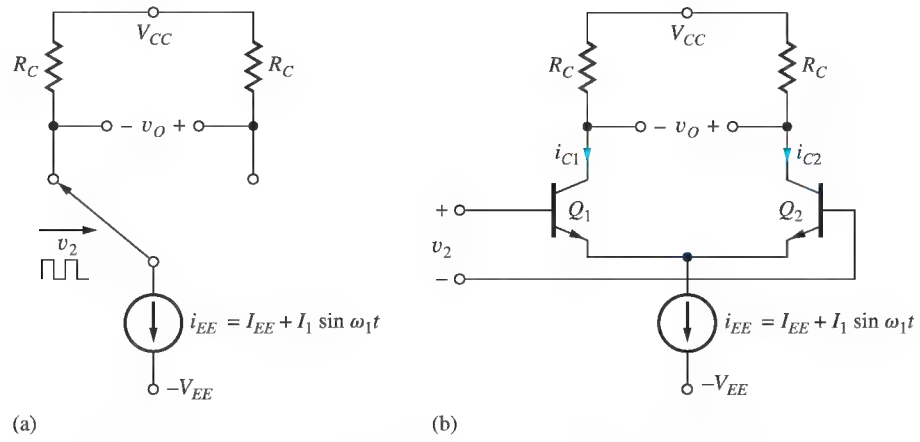 V_CC
R_C
R_C
− v_O +
v_2
i_EE = I_EE + I_1 sin ω_1t
−V_EE
(a)
V_CC
R_C
R_C
− v_O +
i_C1
i_C2
+
Q_1
Q_2
v_2
−
i_EE = I_EE + I_1 sin ω_1t
−V_EE
(b)